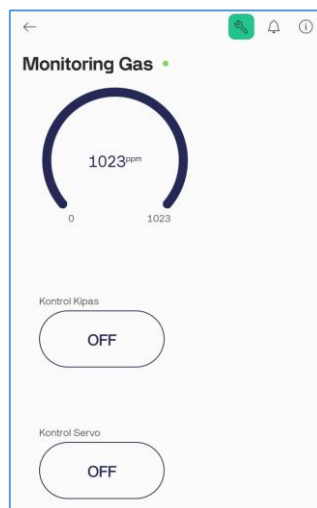 Monitoring Gas
1023ppm
0 1023
Kontrol Kipas
OFF
Kontrol Servo
OFF